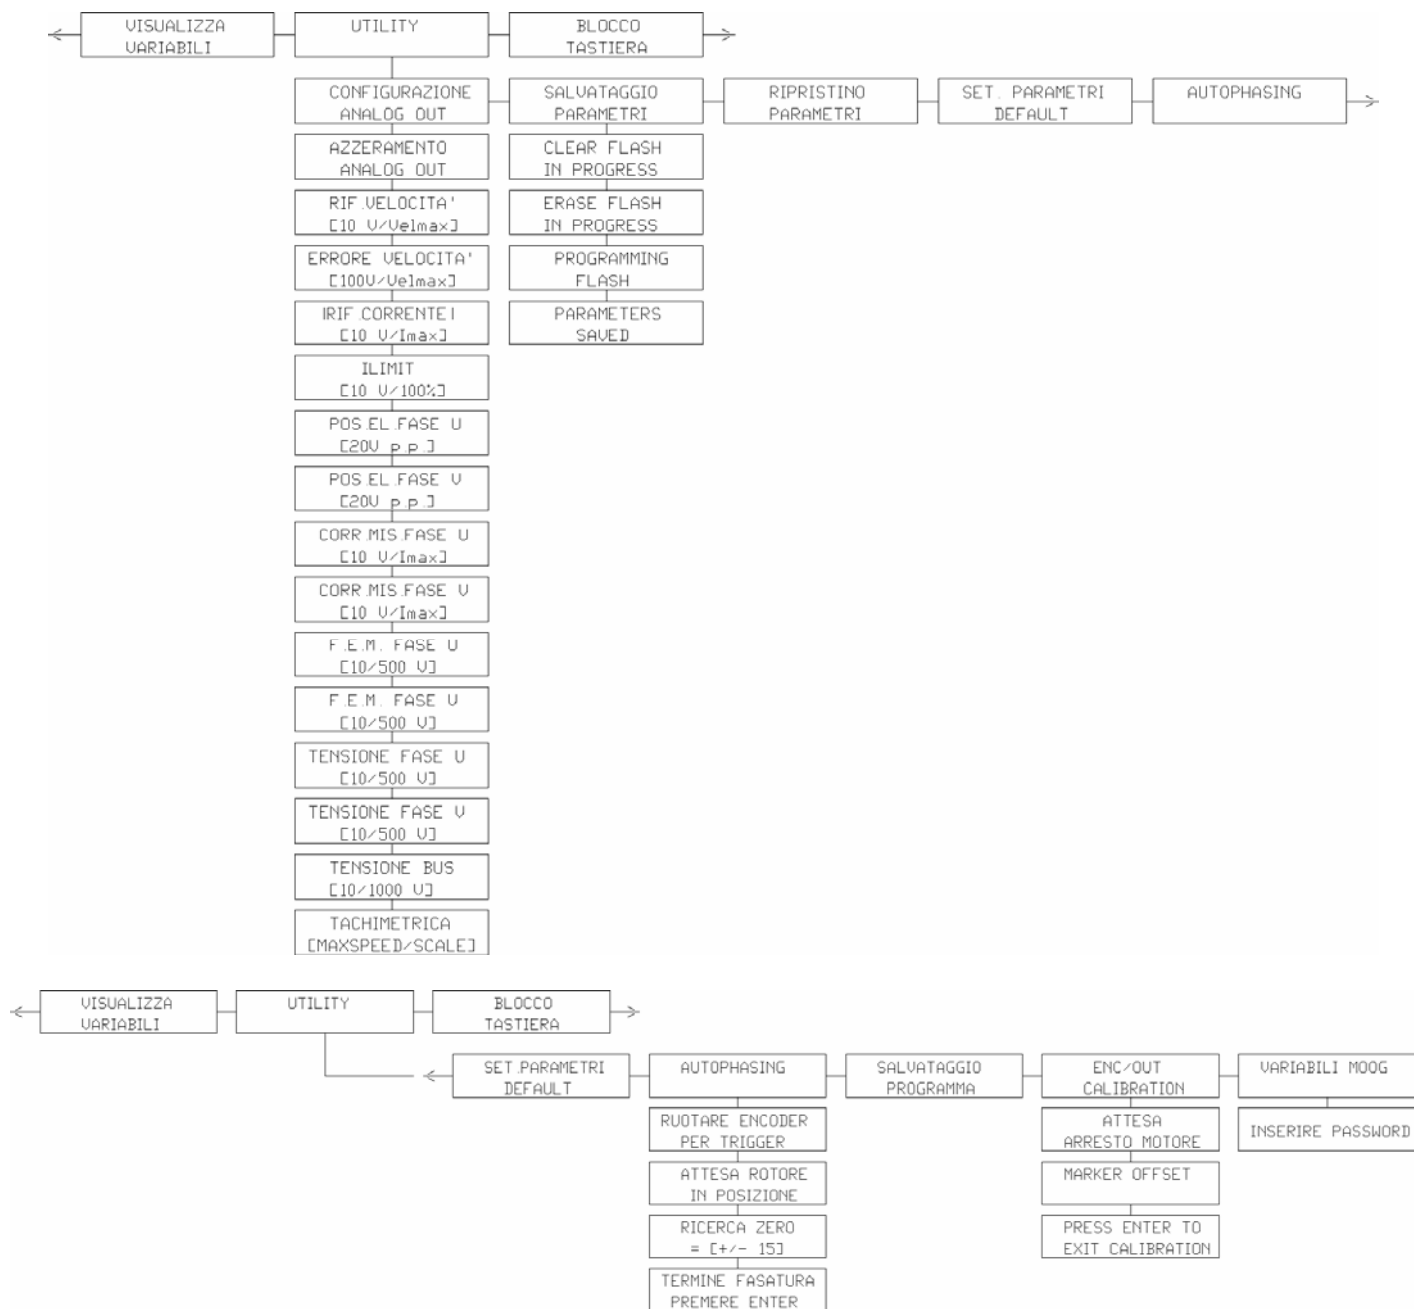 VISUALIZZA
VARIABILI
UTILITY
BLOCCO
TASTIERA
CONFIGURAZIONE
ANALOG OUT
SALVATAGGIO
PARAMETRI
RIPRISTINO
PARAMETRI
SET. PARAMETRI
DEFAULT
AUTOPHASING
AZZERAMENTO
ANALOG OUT
CLEAR FLASH
IN PROGRESS
RIF.VELOCITA'
[10 V/Velmax]
ERASE FLASH
IN PROGRESS
ERRORE VELOCITA'
[100V/Velmax]
PROGRAMMING
FLASH
|RIF.CORRENTE|
[10 V/Imax]
PARAMETERS
SAVED
ILIMIT
[10 V/100%]
POS.EL.FASE U
[20V p.p.]
POS.EL.FASE V
[20V p.p.]
CORR.MIS.FASE U
[10 V/Imax]
CORR.MIS.FASE V
[10 V/Imax]
F.E.M. FASE U
[10/500 V]
F.E.M. FASE U
[10/500 V]
TENSIONE FASE U
[10/500 V]
TENSIONE FASE V
[10/500 V]
TENSIONE BUS
[10/1000 V]
TACHIMETRICA
[MAXSPEED/SCALE]
VISUALIZZA
VARIABILI
UTILITY
BLOCCO
TASTIERA
SET.PARAMETRI
DEFAULT
AUTOPHASING
SALVATAGGIO
PROGRAMMA
ENC/OUT
CALIBRATION
VARIABILI MOOG
RUOTARE ENCODER
PER TRIGGER
ATTESA
ARRESTO MOTORE
INSERIRE PASSWORD
ATTESA ROTORE
IN POSIZIONE
MARKER OFFSET
RICERCA ZERO
= [+/- 15]
PRESS ENTER TO
EXIT CALIBRATION
TERMINE FASATURA
PREMERE ENTER